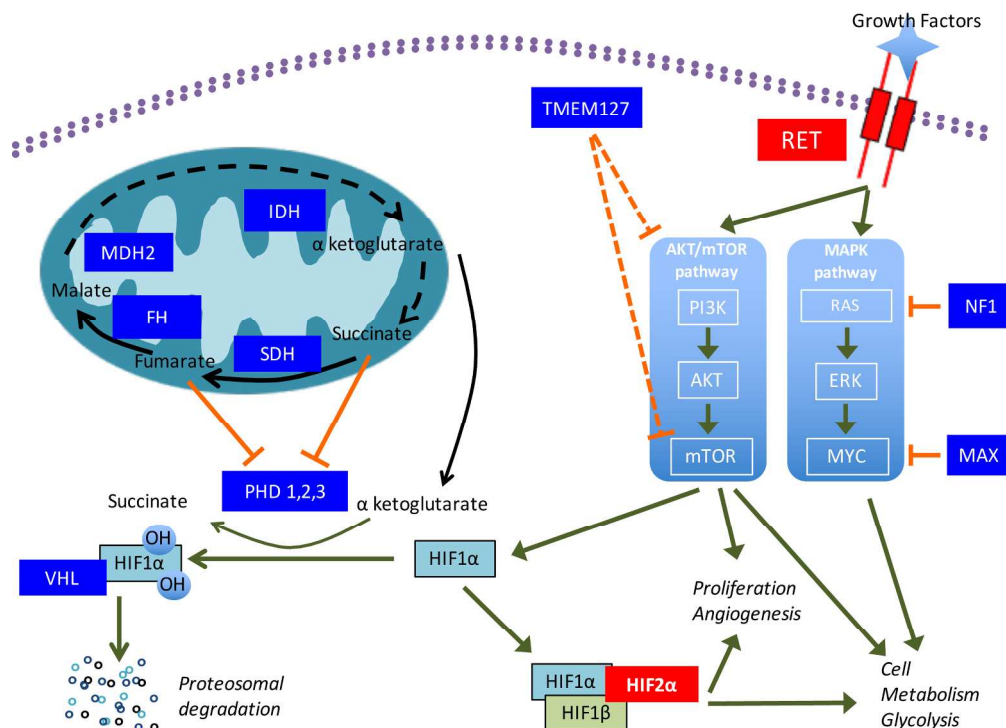 Growth Factors
TMEM127
RET
IDH
α ketoglutarate
MDH2
Malate
FH
Succinate
SDH
Fumarate
AKT/mTOR
pathway
PI3K
AKT
mTOR
MAPK
pathway
RAS
ERK
MYC
NF1
MAX
PHD 1,2,3
Succinate
α ketoglutarate
OH
HIF1α
OH
VHL
HIF1α
Proliferation
Angiogenesis
Proteosomal
degradation
HIF1α
HIF2α
HIF1β
Cell
Metabolism
Glycolysis